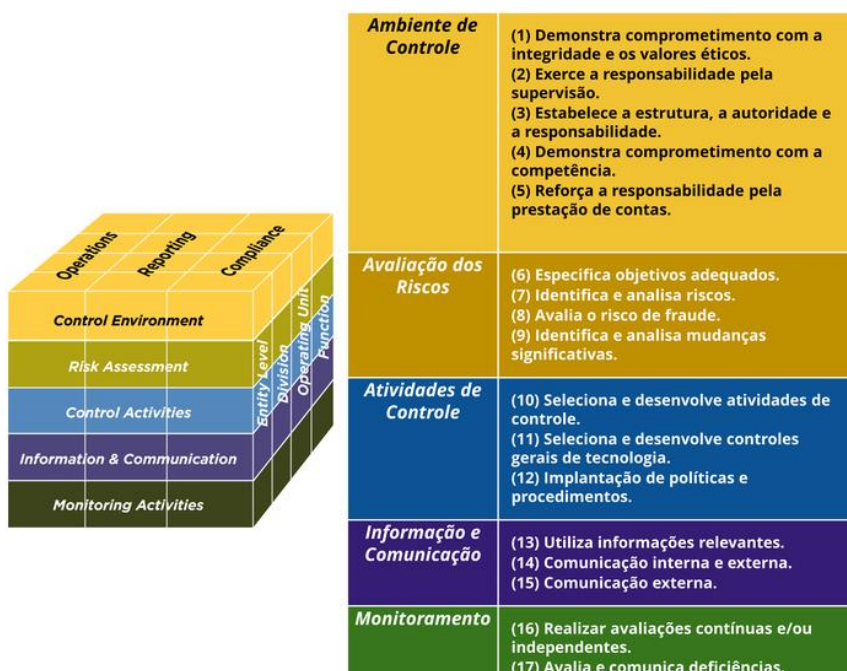 Operations
Reporting
Compliance
Control Environment
Risk Assessment
Control Activities
Information & Communication
Monitoring Activities
Entity Level
Division
Operating Unit
Function
Ambiente de
Controle
(1) Demonstra comprometimento com a
integridade e os valores éticos.
(2) Exerce a responsabilidade pela
supervisão.
(3) Estabelece a estrutura, a autoridade e
a responsabilidade.
(4) Demonstra comprometimento com a
competência.
(5) Reforça a responsabilidade pela
prestação de contas.
Avaliação dos
Riscos
(6) Especifica objetivos adequados.
(7) Identifica e analisa riscos.
(8) Avalia o risco de fraude.
(9) Identifica e analisa mudanças
significativas.
Atividades de
Controle
(10) Seleciona e desenvolve atividades de
controle.
(11) Seleciona e desenvolve controles
gerais de tecnologia.
(12) Implantação de políticas e
procedimentos.
Informação e
Comunicação
(13) Utiliza informações relevantes.
(14) Comunicação interna e externa.
(15) Comunicação externa.
Monitoramento
(16) Realizar avaliações contínuas e/ou
independentes.
(17) Avalia e comunica deficiências.